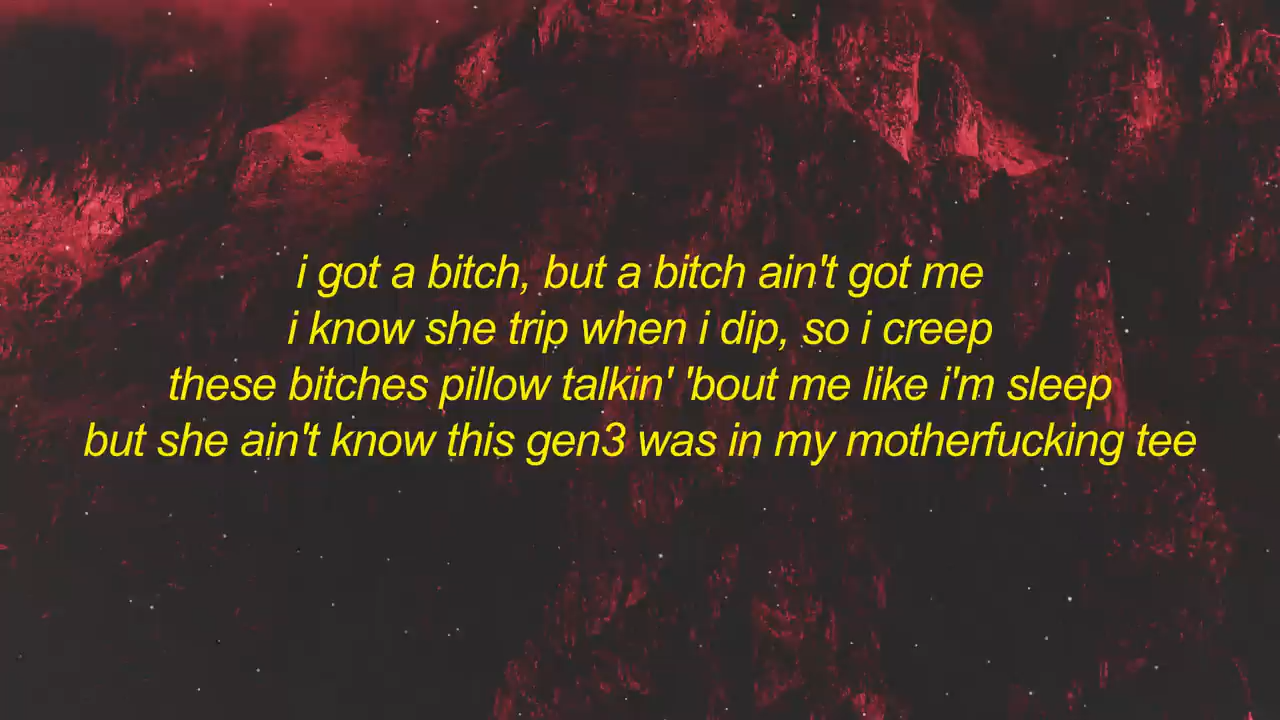 i got a bitch, but a bitch ain't got me
i know she trip when i dip, so i creep
these bitches pillow talkin' 'bout me like i'm sleep
but she ain't know this gen3 was in my motherfucking tee